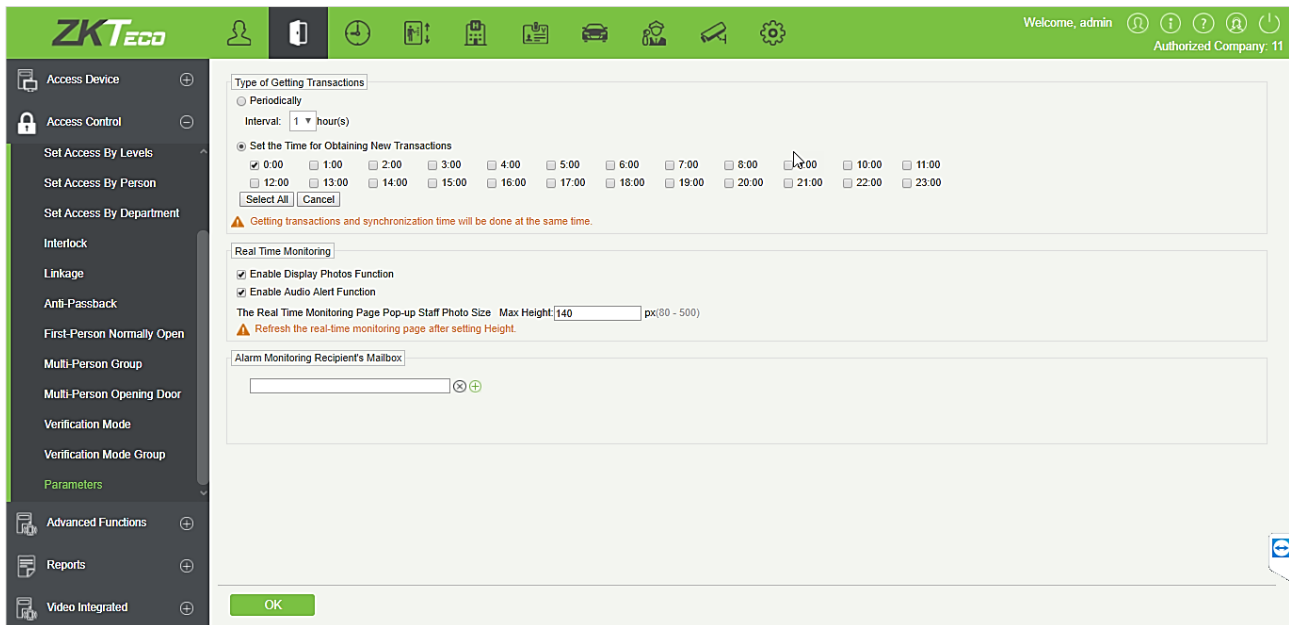 ZKTECO
Welcome, admin
Authorized Company: 11
Access Device
Access Control
Set Access By Levels
Set Access By Person
Set Access By Department
Interlock
Linkage
Anti-Passback
First-Person Normally Open
Multi-Person Group
Multi-Person Opening Door
Verification Mode
Verification Mode Group
Parameters
Advanced Functions
Reports
Video Integrated
Type of Getting Transactions
Periodically
Interval: 1 hour(s)
Set the Time for Obtaining New Transactions
0:00 1:00 2:00 3:00 4:00 5:00 6:00 7:00 8:00 10:00 11:00
12:00 13:00 14:00 15:00 16:00 17:00 18:00 19:00 20:00 21:00 22:00 23:00
Select All Cancel
Getting transactions and synchronization time will be done at the same time.
Real Time Monitoring
Enable Display Photos Function
Enable Audio Alert Function
The Real Time Monitoring Page Pop-up Staff Photo Size Max Height: 140 px(80 - 500)
Refresh the real-time monitoring page after setting Height.
Alarm Monitoring Recipient's Mailbox
OK